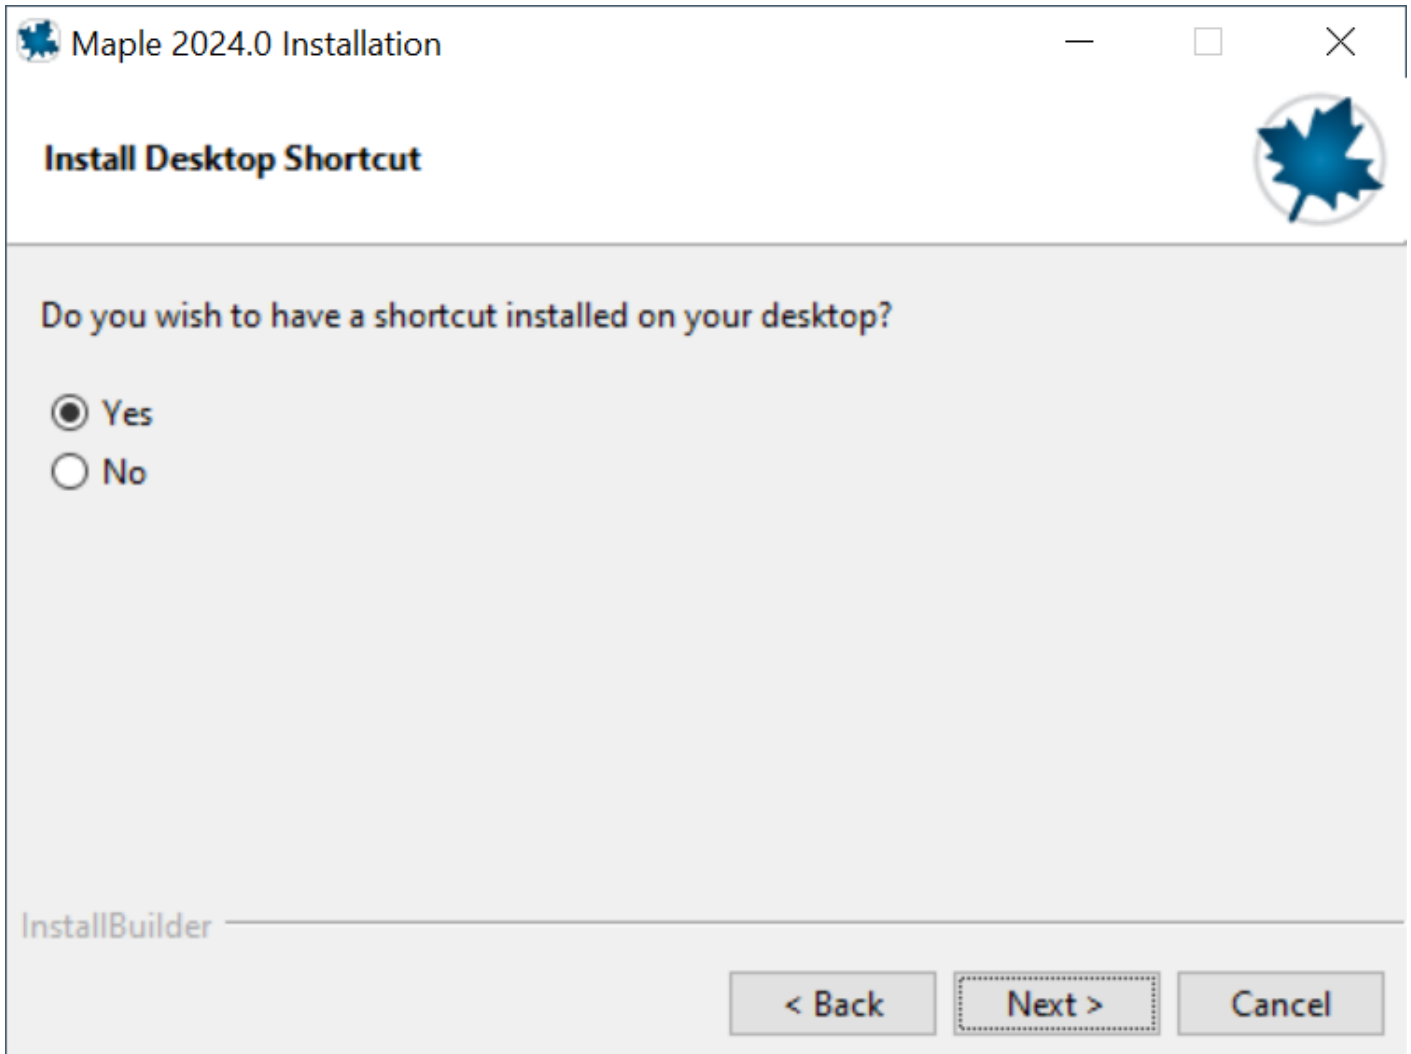 Maple 2024.0 Installation
Install Desktop Shortcut
Do you wish to have a shortcut installed on your desktop?
Yes
No
InstallBuilder
< Back Next > Cancel